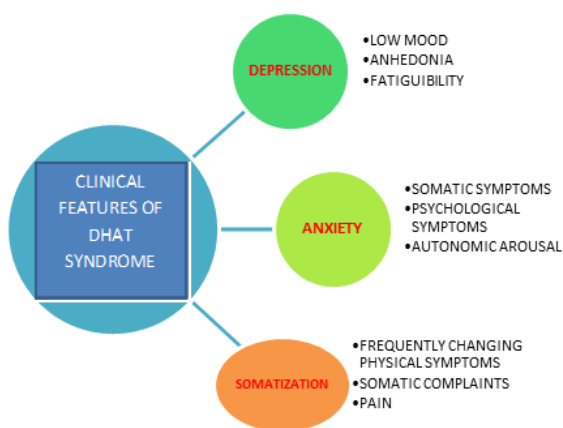 CLINICAL
FEATURES OF
DHAT
SYNDROME
DEPRESSION
•LOW MOOD
•ANHEDONIA
•FATIGUIBILITY
ANXIETY
•SOMATIC SYMPTOMS
•PSYCHOLOGICAL
SYMPTOMS
•AUTONOMIC AROUSAL
SOMATIZATION
•FREQUENTLY CHANGING
PHYSICAL SYMPTOMS
•SOMATIC COMPLAINTS
•PAIN